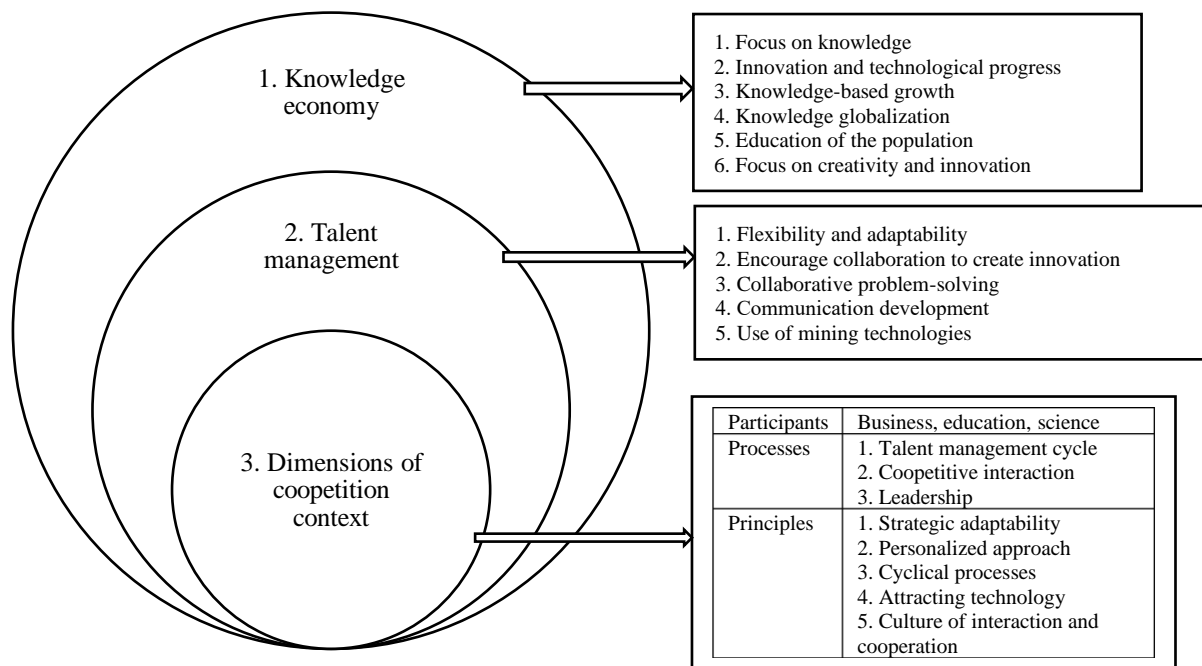 1. Knowledge
economy
1. Focus on knowledge
2. Innovation and technological progress
3. Knowledge-based growth
4. Knowledge globalization
5. Education of the population
6. Focus on creativity and innovation
2. Talent
management
1. Flexibility and adaptability
2. Encourage collaboration to create innovation
3. Collaborative problem-solving
4. Communication development
5. Use of mining technologies
3. Dimensions of
coopetition
context
Participants Business, education, science
Processes 1. Talent management cycle
2. Coopetitive interaction
3. Leadership
Principles 1. Strategic adaptability
2. Personalized approach
3. Cyclical processes
4. Attracting technology
5. Culture of interaction and
cooperation